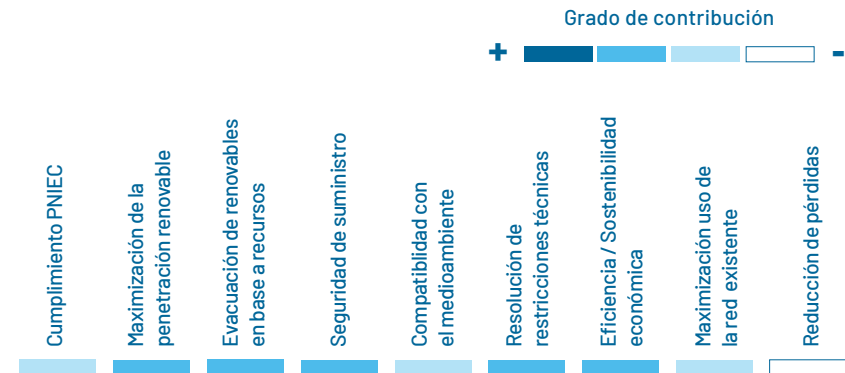 Grado de contribución
+ -
Cumplimiento PNIEC
Maximización de la
penetración renovable
Evacuación de renovables
en base a recursos
Seguridad de suministro
Compatiblidad con
el medioambiente
Resolución de
restricciones técnicas
Eficiencia / Sostenibilidad
económica
Maximización uso de
la red existente
Reducción de pérdidas